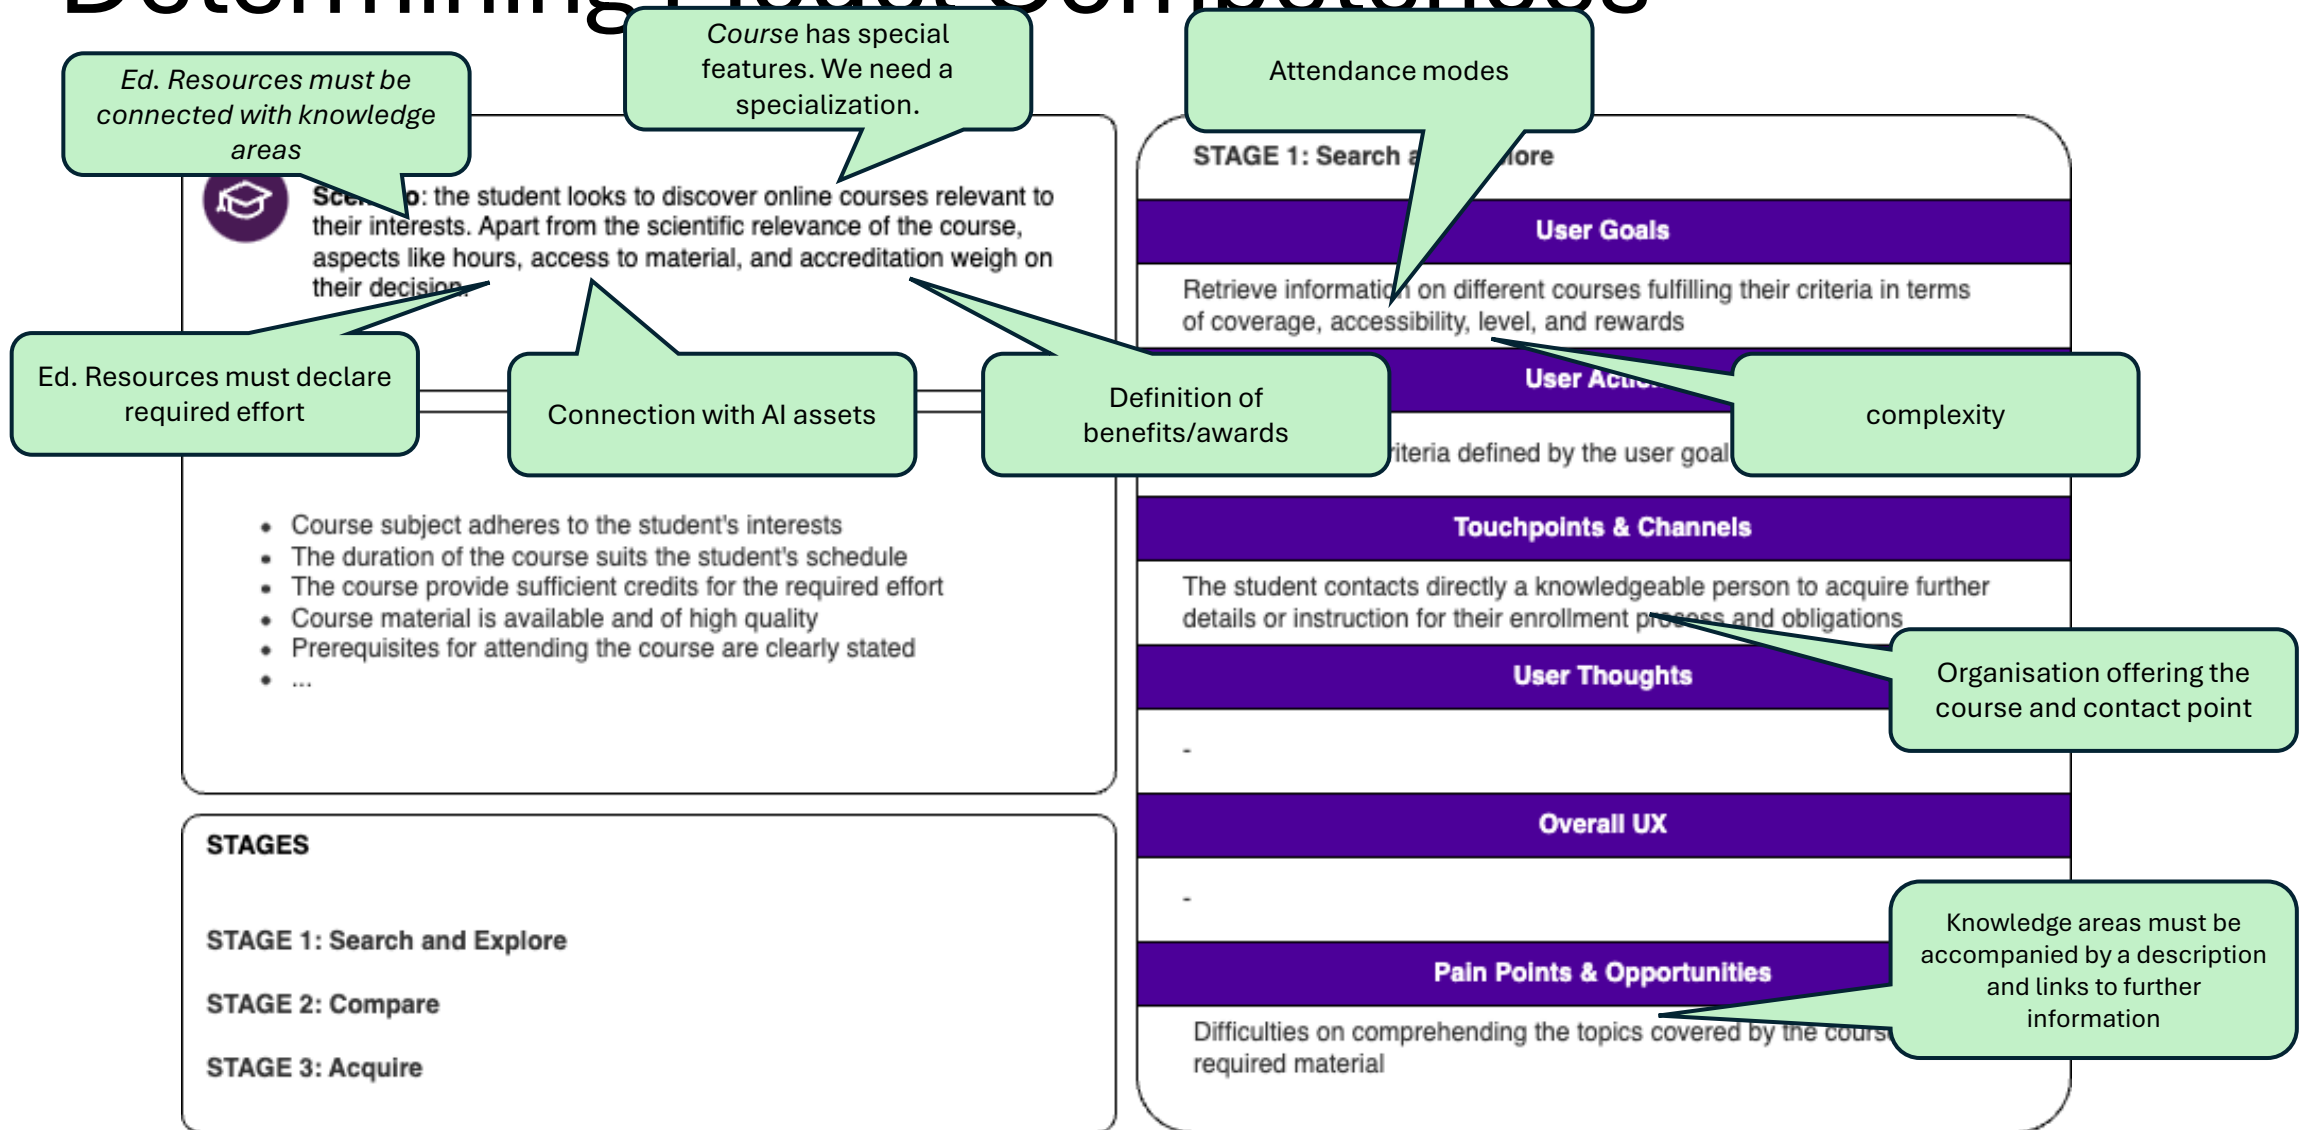 Determining Model Competences
Ed. Resources must be
connected with knowledge
areas
Course has special
features. We need a
specialization.
Attendance modes
: the student looks to discover online courses relevant to
their interests. Apart from the scientific relevance of the course,
aspects like hours, access to material, and accreditation weigh on
their decision.
Ed. Resources must declare
required effort
Connection with AI assets
Definition of
benefits/awards
Course subject adheres to the student's interests
The duration of the course suits the student's schedule
The course provide sufficient credits for the required effort
Course material is available and of high quality
Prerequisites for attending the course are clearly stated
...
STAGES
STAGE 1: Search and Explore
STAGE 2: Compare
STAGE 3: Acquire
STAGE 1: Search
User Goals
Retrieve information on different courses fulfilling their criteria in terms
of coverage, accessibility, level, and rewards
User
complexity
defined by the user goal
Touchpoints & Channels
The student contacts directly a knowledgeable person to acquire further
details or instruction for their enrollment process and obligations
Organisation offering the
course and contact point
User Thoughts
-
Overall UX
-
Knowledge areas must be
accompanied by a description
and links to further
information
Pain Points & Opportunities
Difficulties on comprehending the topics covered by the
required material